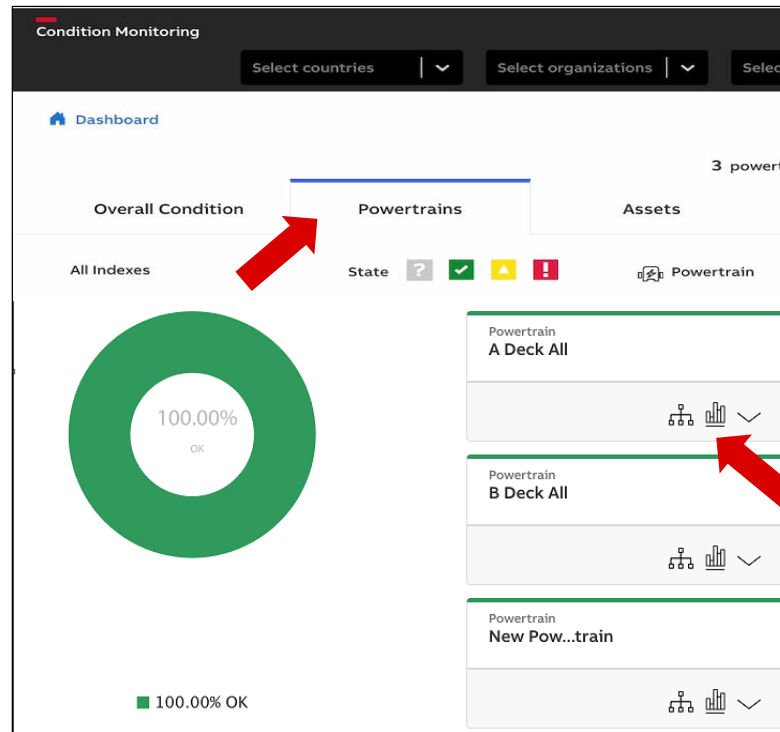 Condition Monitoring
Select countries
Select organizations
Dashboard
3
Overall Condition
Powertrains
Assets
All Indexes
State
Powertrain
100.00%
OK
100.00% OK
Powertrain
A Deck All
Powertrain
B Deck All
Powertrain
New Pow...train